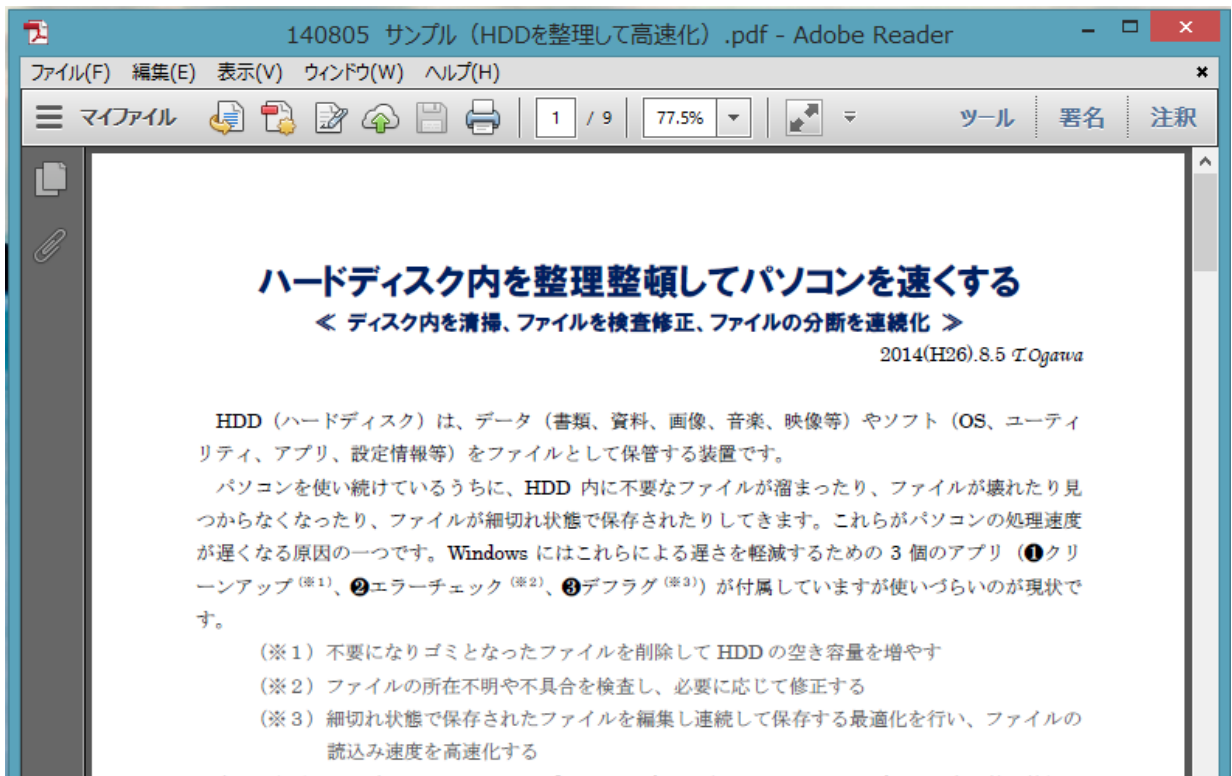 140805 サンプル（HDDを整理して高速化）.pdf - Adobe Reader
ファイル(F) 編集(E) 表示(V) ウィンドウ(W) ヘルプ(H)
マイファイル 1 / 9 77.5% ツール 署名 注釈
ハードディスク内を整理整頓してパソコンを速くする
≪ ディスク内を清掃、ファイルを検査修正、ファイルの分断を連続化 ≫
2014(H26).8.5 T.Ogawa
HDD（ハードディスク）は、データ（書類、資料、画像、音楽、映像等）やソフト（OS、ユーティ
リティ、アプリ、設定情報等）をファイルとして保管する装置です。
パソコンを使い続けているうちに、HDD 内に不要なファイルが溜まったり、ファイルが壊れたり見
つからなくなったり、ファイルが細切れ状態で保存されたりしてきます。これらがパソコンの処理速度
が遅くなる原因の一つです。Windows にはこれらによる遅さを軽減するための 3 個のアプリ（❶クリ
ーンアップ（※1）、❷エラーチェック（※2）、❸デフラグ（※3））が付属していますが使いづらいのが現状で
す。
（※１）不要になりゴミとなったファイルを削除して HDD の空き容量を増やす
（※２）ファイルの所在不明や不具合を検査し、必要に応じて修正する
（※３）細切れ状態で保存されたファイルを編集し連続して保存する最適化を行い、ファイルの
読込み速度を高速化する